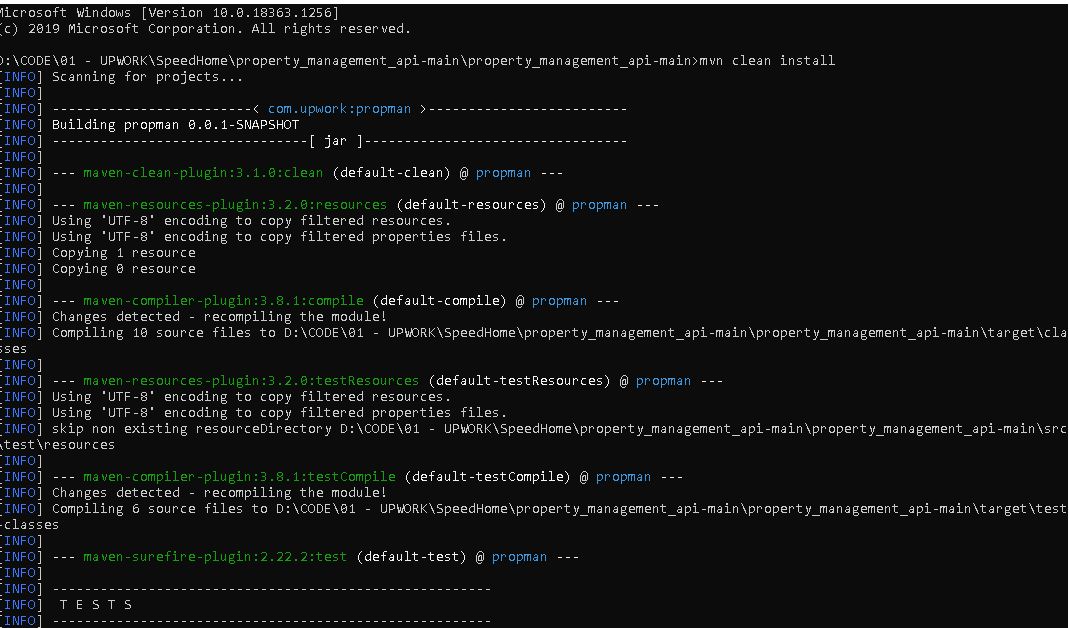 Microsoft Windows [Version 10.0.18363.1256]
(c) 2019 Microsoft Corporation. All rights reserved.
D:\CODE\01 - UPWORK\SpeedHome\property_management_api-main\property_management_api-main>mvn clean install
[INFO] Scanning for projects...
[INFO]
[INFO] -------------------------< com.upwork:propman >-------------------------
[INFO] Building propman 0.0.1-SNAPSHOT
[INFO] --------------------------------[ jar ]---------------------------------
[INFO]
[INFO] --- maven-clean-plugin:3.1.0:clean (default-clean) @ propman ---
[INFO]
[INFO] --- maven-resources-plugin:3.2.0:resources (default-resources) @ propman ---
[INFO] Using 'UTF-8' encoding to copy filtered resources.
[INFO] Using 'UTF-8' encoding to copy filtered properties files.
[INFO] Copying 1 resource
[INFO] Copying 0 resource
[INFO]
[INFO] --- maven-compiler-plugin:3.8.1:compile (default-compile) @ propman ---
[INFO] Changes detected - recompiling the module!
[INFO] Compiling 10 source files to D:\CODE\01 - UPWORK\SpeedHome\property_management_api-main\property_management_api-main\target\cla
sses
[INFO]
[INFO] --- maven-resources-plugin:3.2.0:testResources (default-testResources) @ propman ---
[INFO] Using 'UTF-8' encoding to copy filtered resources.
[INFO] Using 'UTF-8' encoding to copy filtered properties files.
[INFO] skip non existing resourceDirectory D:\CODE\01 - UPWORK\SpeedHome\property_management_api-main\property_management_api-main\src
\test\resources
[INFO]
[INFO] --- maven-compiler-plugin:3.8.1:testCompile (default-testCompile) @ propman ---
[INFO] Changes detected - recompiling the module!
[INFO] Compiling 6 source files to D:\CODE\01 - UPWORK\SpeedHome\property_management_api-main\property_management_api-main\target\test
-classes
[INFO]
[INFO] --- maven-surefire-plugin:2.22.2:test (default-test) @ propman ---
[INFO]
[INFO] -------------------------------------------------------
[INFO]  T E S T S
[INFO] -------------------------------------------------------